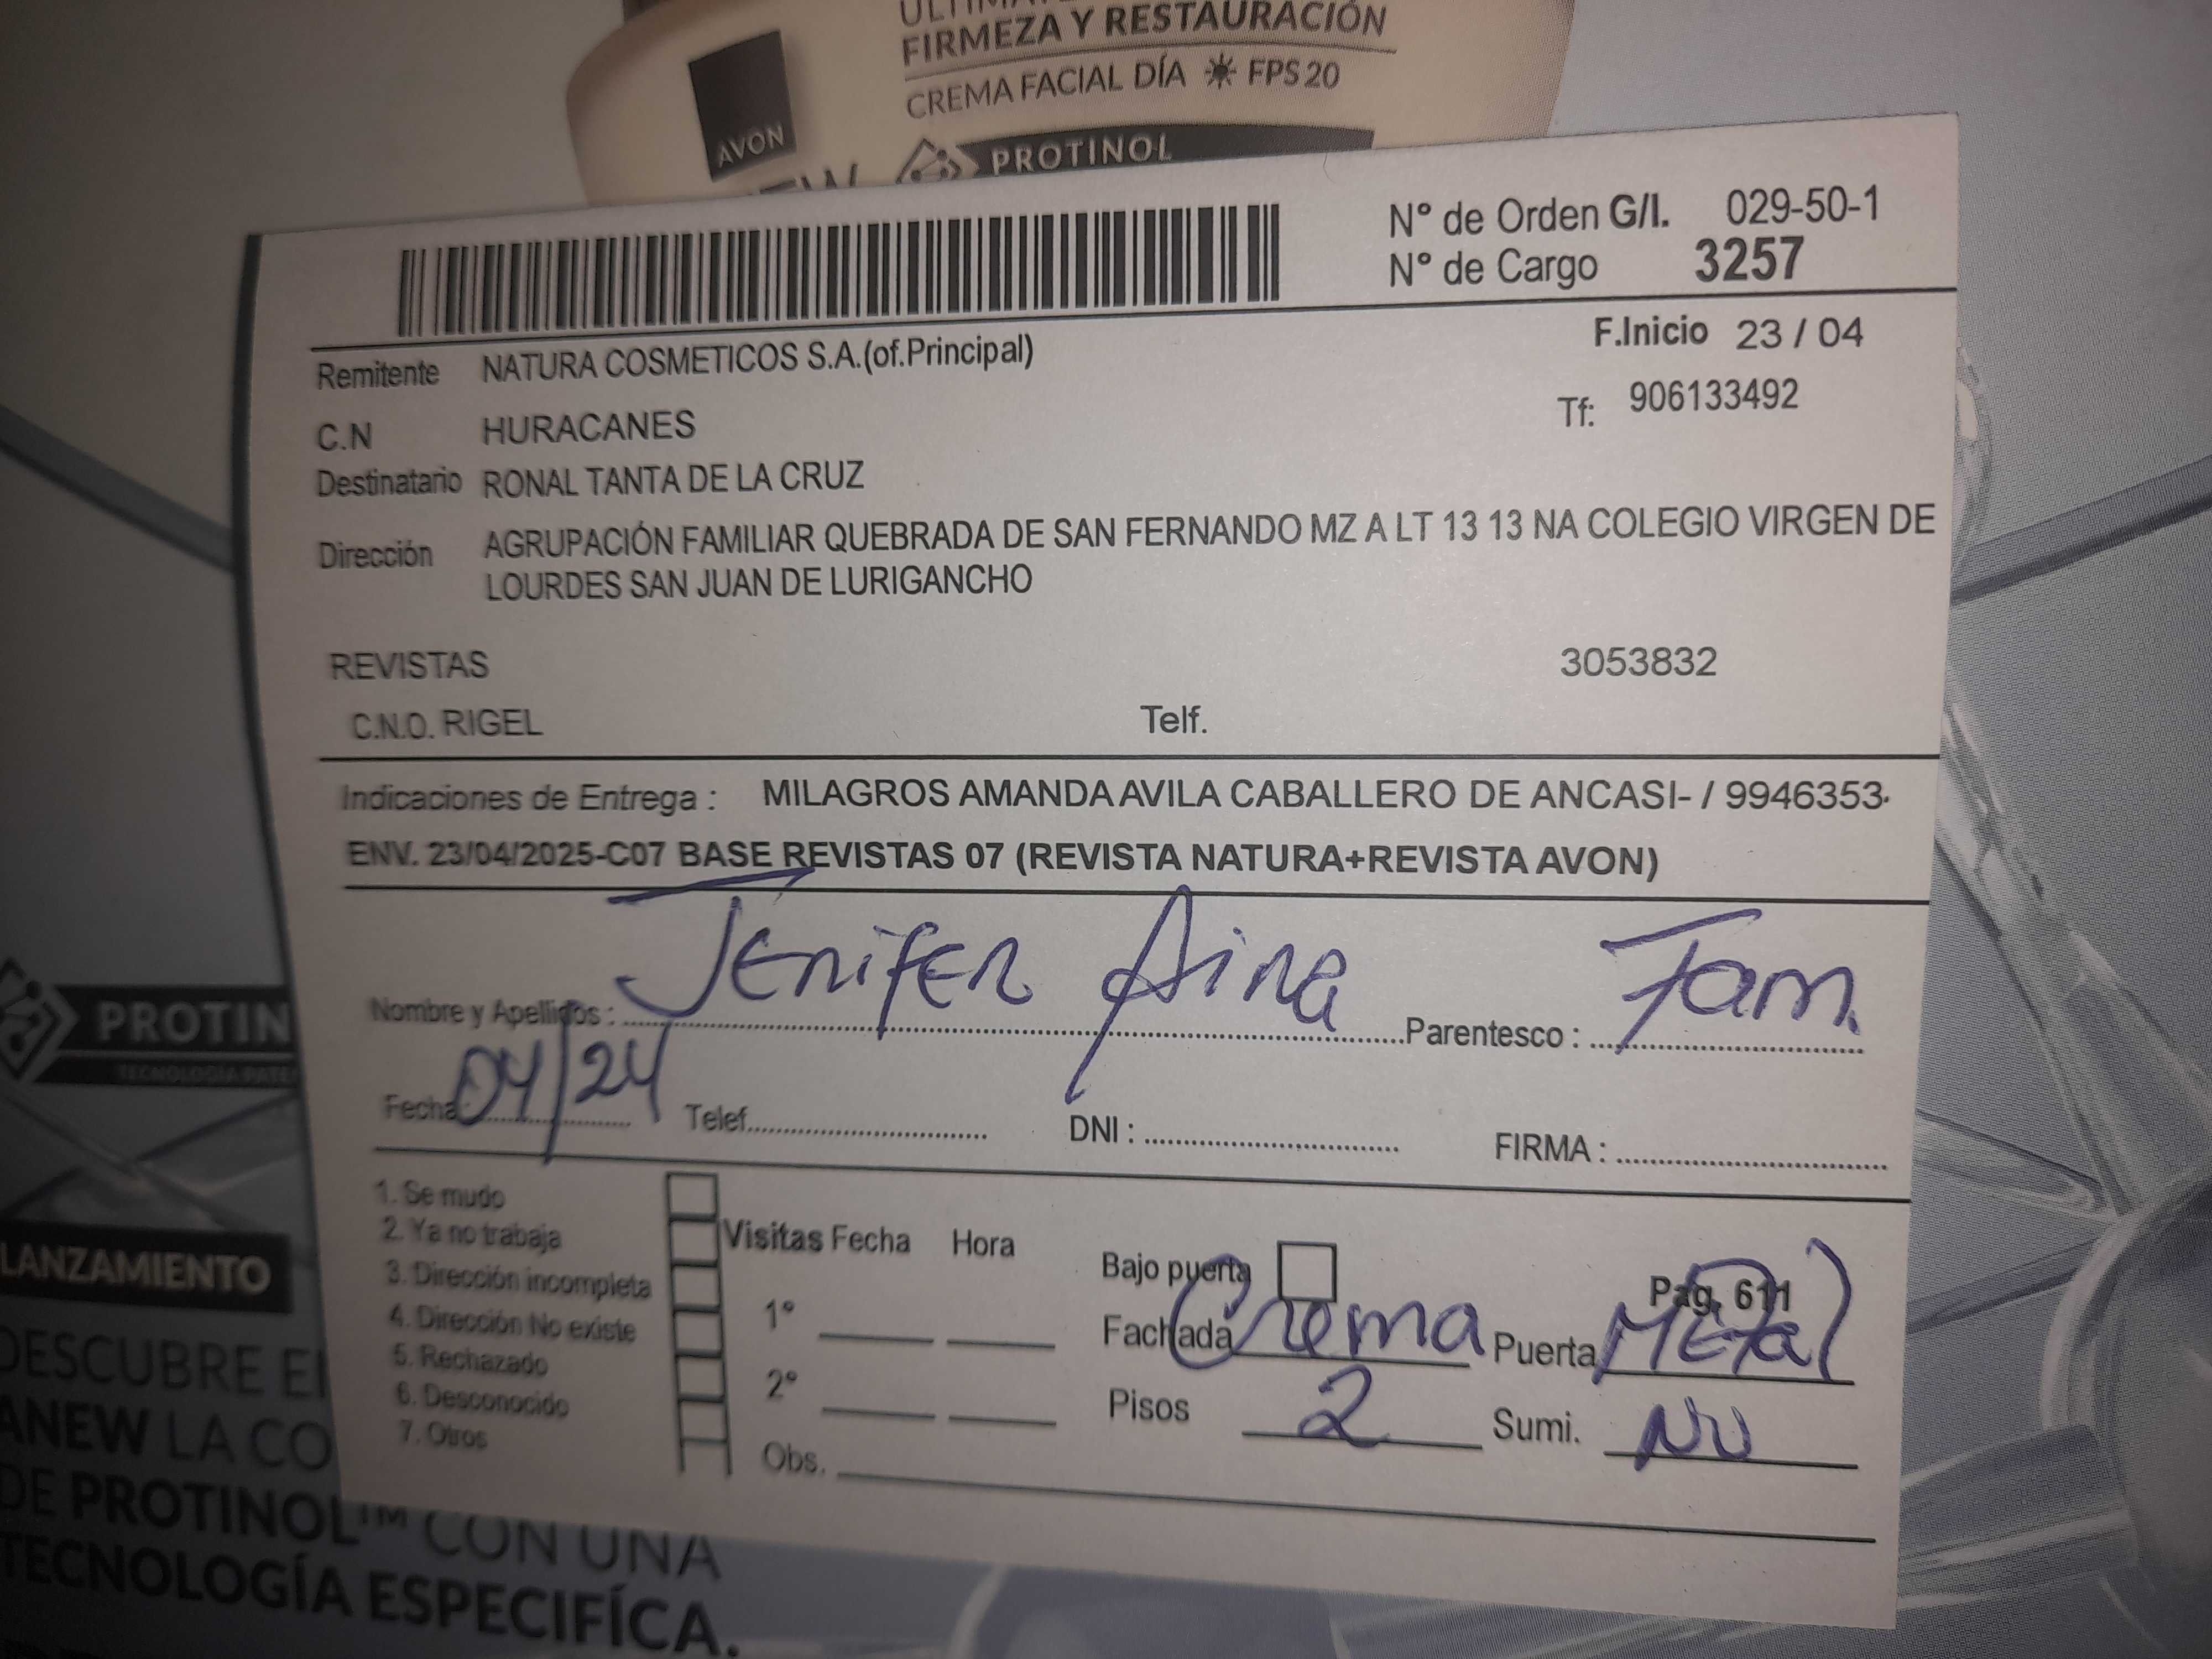 FIRMEZA Y RESTAURACIÓN
CREMA FACIAL DÍA FPS 20
AVON
PROTINOL
N° de Orden G/I. 029-50-1
N° de Cargo 3257
F.Inicio 23 / 04
Remitente NATURA COSMETICOS S.A.(of.Principal)
Tf: 906133492
C.N HURACANES
Destinatario RONAL TANTA DE LA CRUZ
Dirección AGRUPACIÓN FAMILIAR QUEBRADA DE SAN FERNANDO MZ A LT 13 13 NA COLEGIO VIRGEN DE
LOURDES SAN JUAN DE LURIGANCHO
REVISTAS 3053832
C.N.O. RIGEL Telf.
Indicaciones de Entrega : MILAGROS AMANDA AVILA CABALLERO DE ANCASI- / 9946353
ENV. 23/04/2025-C07 BASE REVISTAS 07 (REVISTA NATURA+REVISTA AVON)
Nombre y Apellidos : Jenifer Parentesco : Fam.
Fecha: 04/24 Telef. DNI : FIRMA :
1. Se mudo
2. Ya no trabaja
3. Dirección incompleta
4. Dirección No existe
5. Rechazado
6. Desconocido
7. Otros
Visitas Fecha Hora
1°
2°
Obs.
Bajo puerta Pag. 611
Fachada Crema Puerta Metal
Pisos 2 Sumi. NO
PROTIN
LANZAMIENTO
DESCUBRE E
ANEW LA CO
DE PROTINOL™ CON UNA
TECNOLOGÍA ESPECIFÍCA.